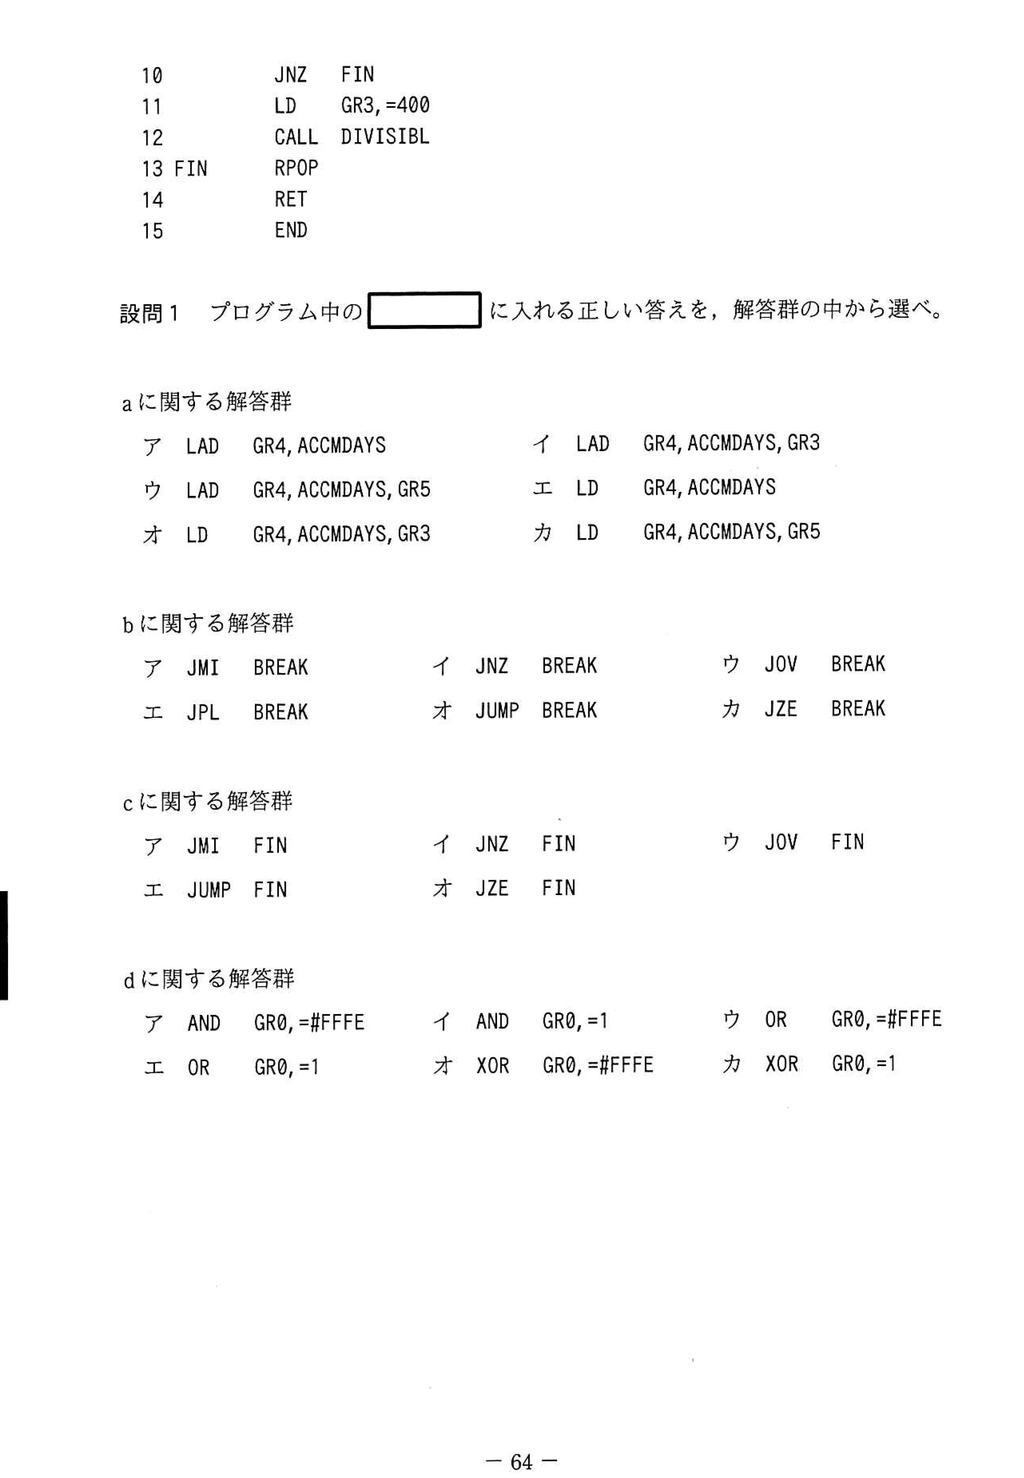 10 JNZ FIN
11 LD GR3,=400
12 CALL DIVISIBL
13 FIN RPOP
14 RET
15 END
設問1 プログラム中の に入れる正しい答えを，解答群の中から選べ。
aに関する解答群
ア LAD GR4,ACCMDAYS イ LAD GR4,ACCMDAYS,GR3
ウ LAD GR4,ACCMDAYS,GR5 エ LD GR4,ACCMDAYS
オ LD GR4,ACCMDAYS,GR3 カ LD GR4,ACCMDAYS,GR5
bに関する解答群
ア JMI BREAK イ JNZ BREAK ウ JOV BREAK
エ JPL BREAK オ JUMP BREAK カ JZE BREAK
cに関する解答群
ア JMI FIN イ JNZ FIN ウ JOV FIN
エ JUMP FIN オ JZE FIN
dに関する解答群
ア AND GR0,=#FFFE イ AND GR0,=1 ウ OR GR0,=#FFFE
エ OR GR0,=1 オ XOR GR0,=#FFFE カ XOR GR0,=1
－ 64 －